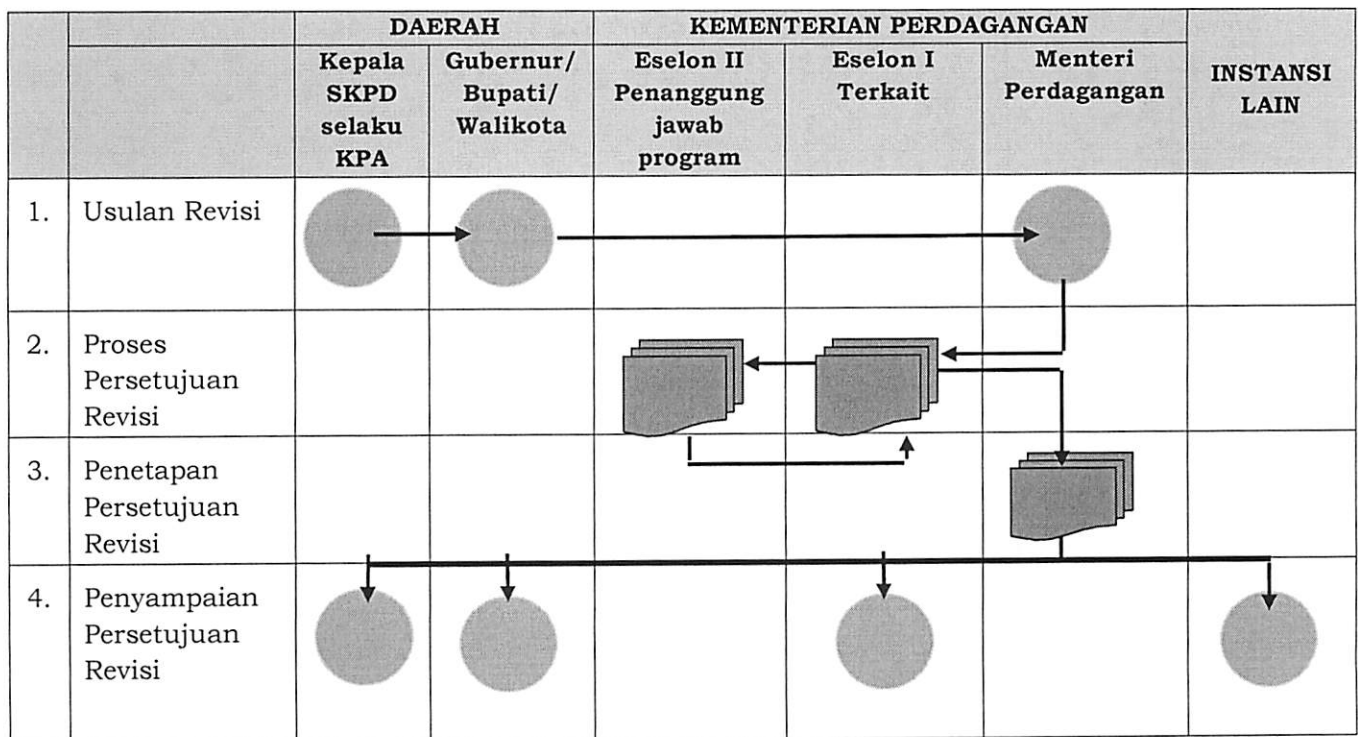 DAERAH
KEMENTERIAN PERDAGANGAN
INSTANSI
LAIN
Kepala
SKPD
selaku
KPA
Gubernur/
Bupati/
Walikota
Eselon II
Penanggung
jawab
program
Eselon I
Terkait
Menteri
Perdagangan
1. Usulan Revisi
2. Proses
Persetujuan
Revisi
3. Penetapan
Persetujuan
Revisi
4. Penyampaian
Persetujuan
Revisi